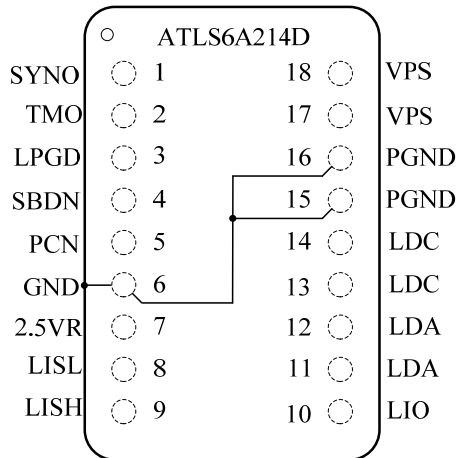 ATLS6A214D
SYNO 1 18 VPS
TMO 2 17 VPS
LPGD 3 16 PGND
SBDN 4 15 PGND
PCN 5 14 LDC
GND 6 13 LDC
2.5VR 7 12 LDA
LISL 8 11 LDA
LISH 9 10 LIO